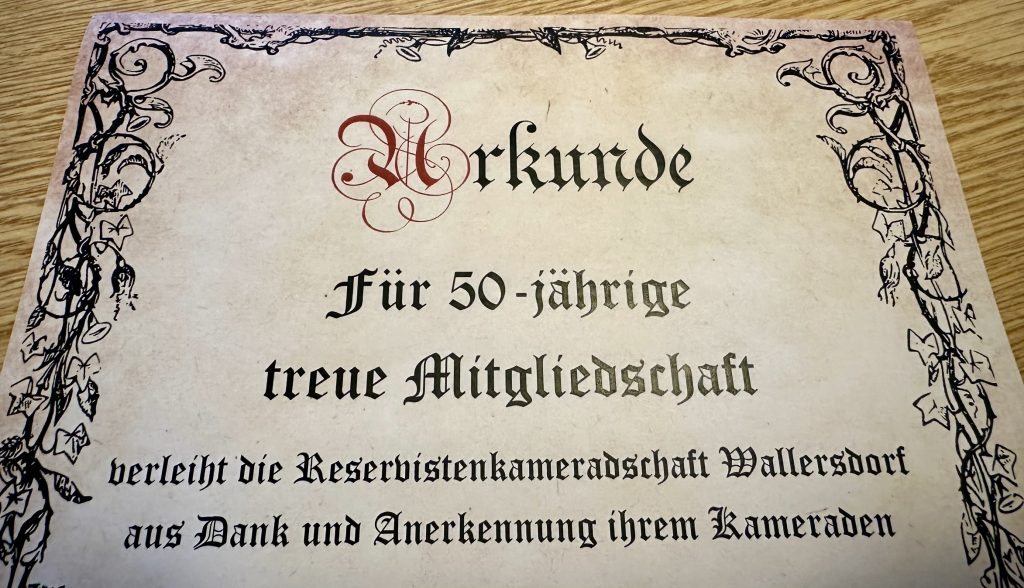 Urkunde
Für 50-jährige
treue Mitgliedschaft
verleiht die Reservistenkameradschaft Wallersdorf
aus Dank und Anerkennung ihrem Kameraden